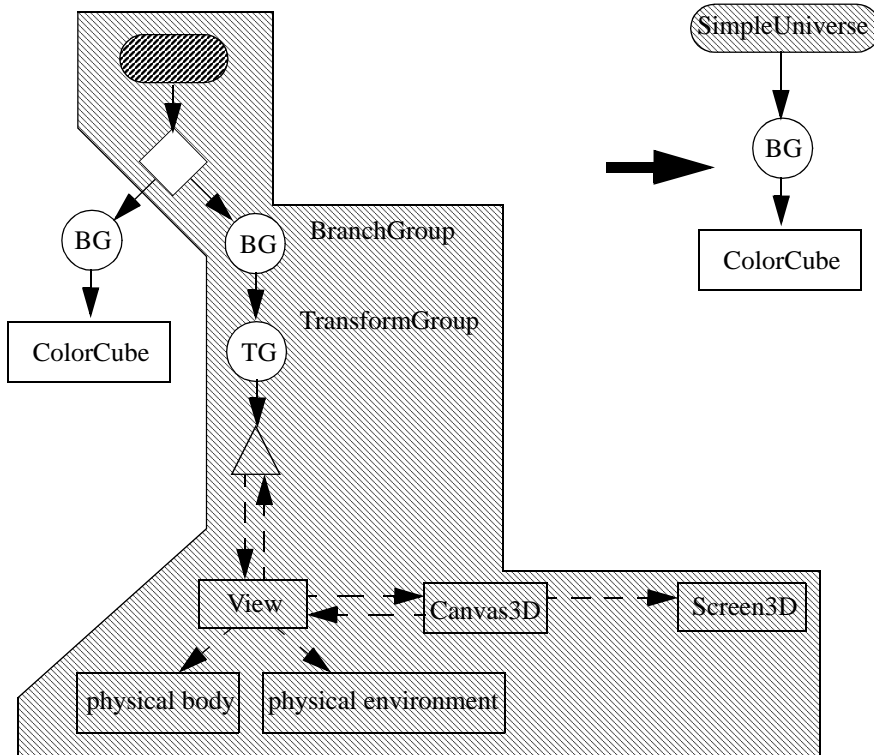 SimpleUniverse
BG
BG
BG
BranchGroup
ColorCube
TransformGroup
ColorCube
TG
View
Canvas3D
Screen3D
physical body
physical environment